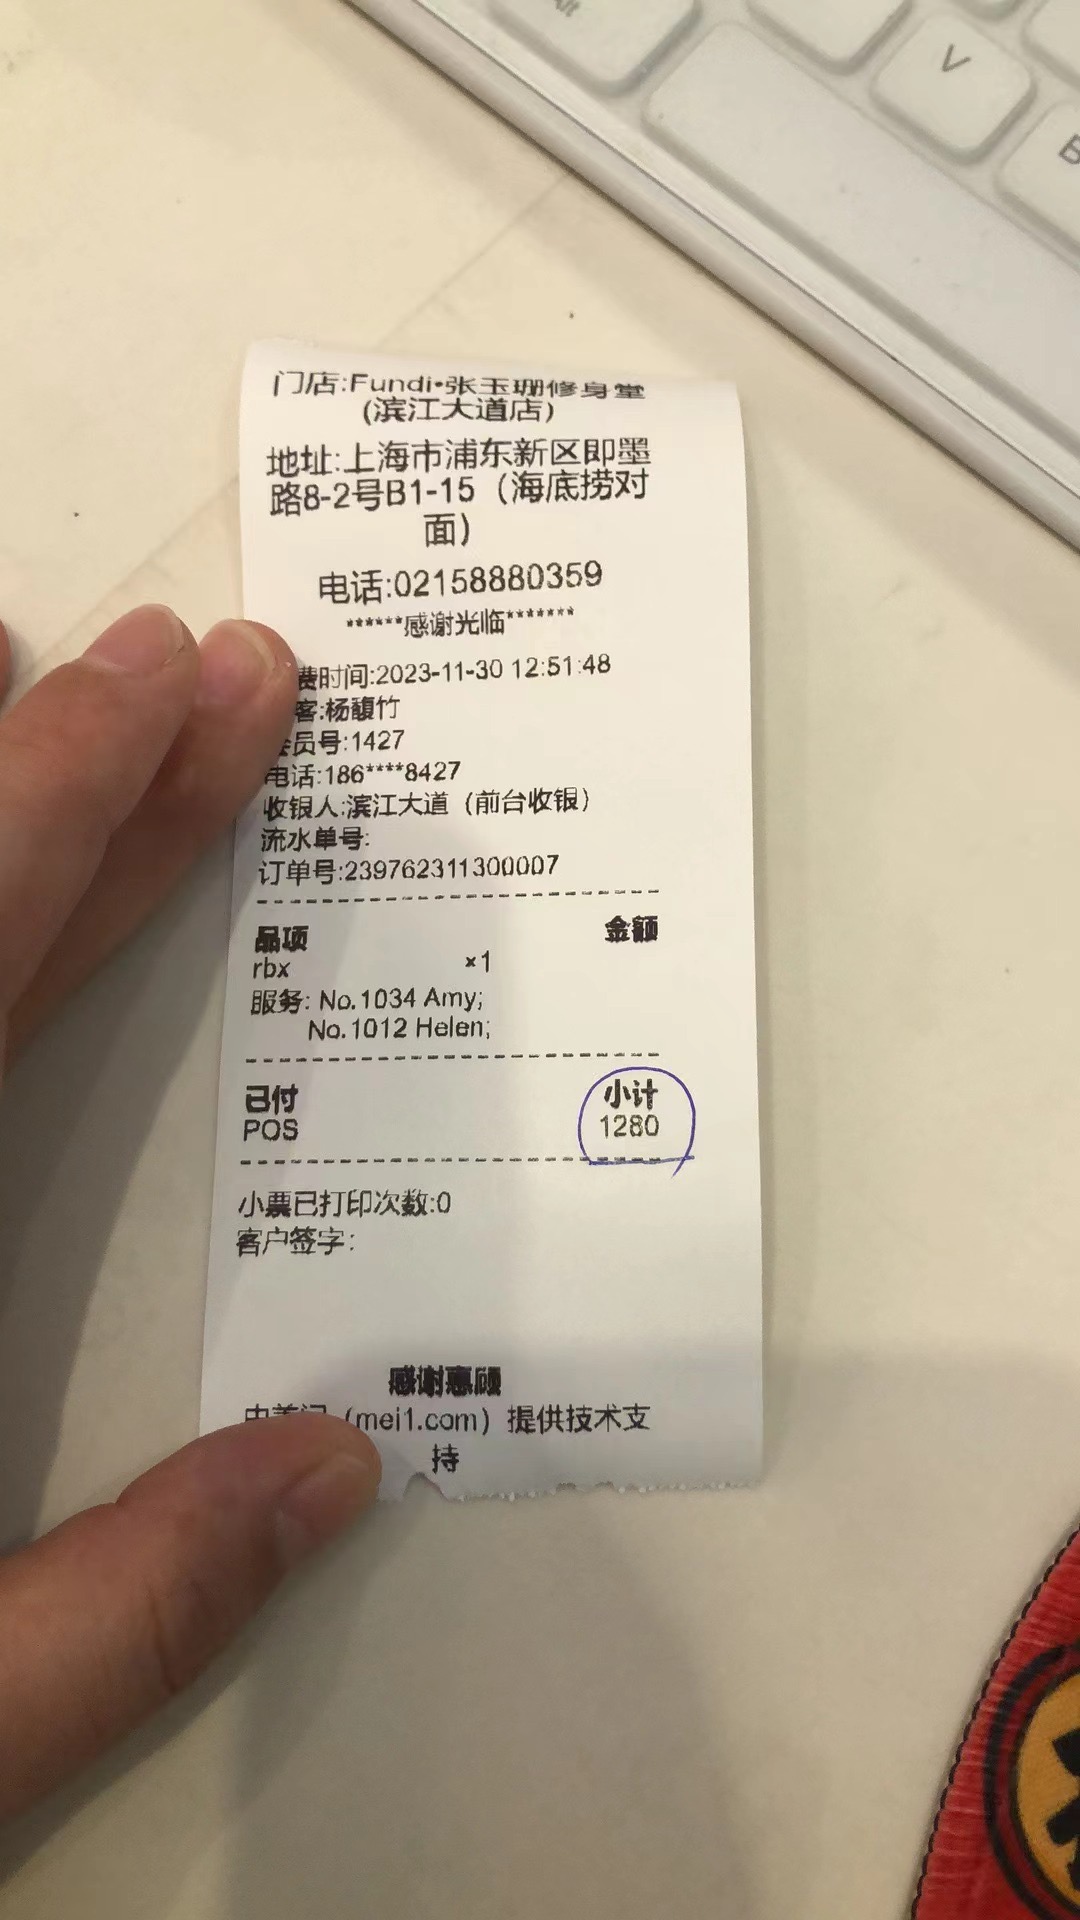 Alt
V
B
门店:Fundi•张玉珊修身堂
(滨江大道店)
地址:上海市浦东新区即墨
路8-2号B1-15（海底捞对
面）
电话:02158880359
******感谢光临*******
费时间:2023-11-30 12:51:48
客:杨馥竹
会员号:1427
电话:186****8427
收银人:滨江大道（前台收银）
流水单号:
订单号:239762311300007
品项 金额
rbx ×1
服务: No.1034 Amy;
No.1012 Helen;
已付 小计
POS 1280
小票已打印次数:0
客户签字:
感谢惠顾
(mei1.com）提供技术支
持